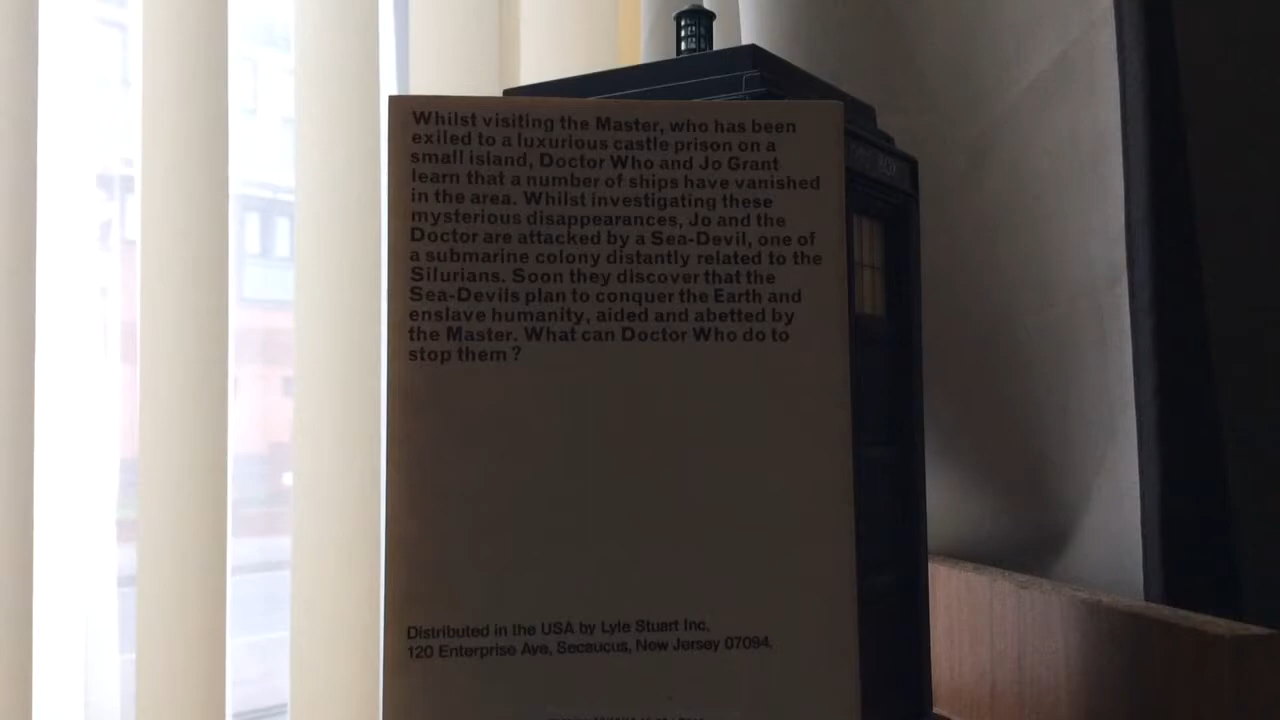 Whilst visiting the Master, who has been
exiled to a luxurious castle prison on a
small island, Doctor Who and Jo Grant
learn that a number of ships have vanished
in the area. Whilst investigating these
mysterious disappearances, Jo and the
Doctor are attacked by a Sea-Devil, one of
a submarine colony distantly related to the
Silurians. Soon they discover that the
Sea-Devils plan to conquer the Earth and
enslave humanity, aided and abetted by
the Master. What can Doctor Who do to
stop them?
BOX
Distributed in the USA by Lyle Stuart Inc,
120 Enterprise Ave, Secaucus, New Jersey 07094.